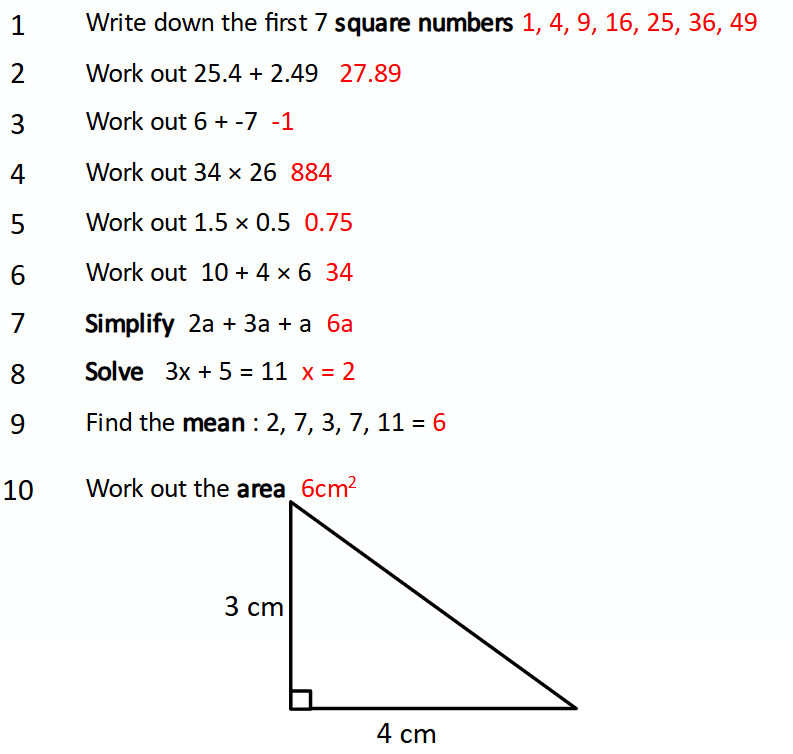 1 Write down the first 7 square numbers 1, 4, 9, 16, 25, 36, 49
2 Work out 25.4 + 2.49 27.89
3 Work out 6 + -7 -1
4 Work out 34 × 26 884
5 Work out 1.5 × 0.5 0.75
6 Work out 10 + 4 × 6 34
7 Simplify 2a + 3a + a 6a
8 Solve 3x + 5 = 11 x = 2
9 Find the mean : 2, 7, 3, 7, 11 = 6
10 Work out the area 6cm²
3 cm
4 cm